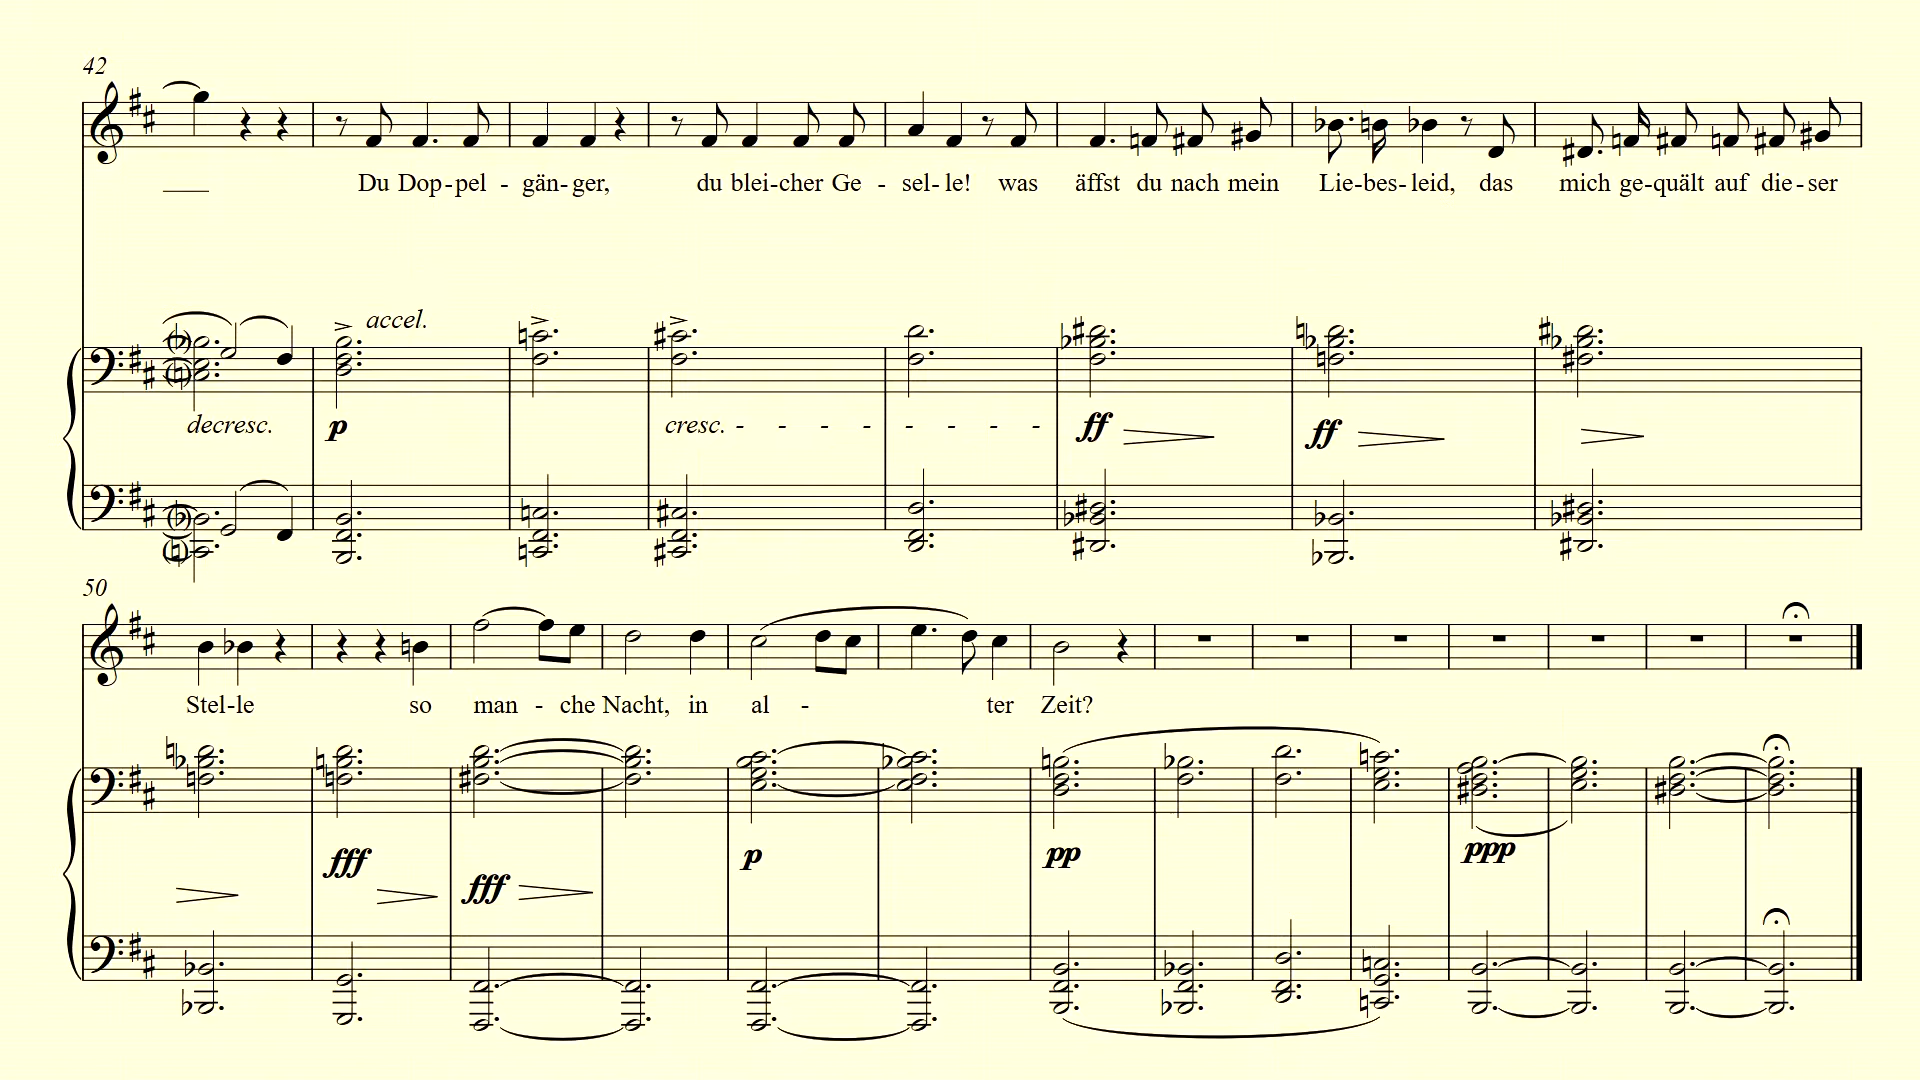 42
Du Dop-pel - gän-ger, du blei-cher Ge - sel-le! was äffst du nach mein Lie-bes-leid, das mich ge-quält auf die-ser
accel.
decresc. p cresc. - - - - - - - - ff ff
50
Stel-le so man - che Nacht, in al - ter Zeit?
fff fff p pp ppp